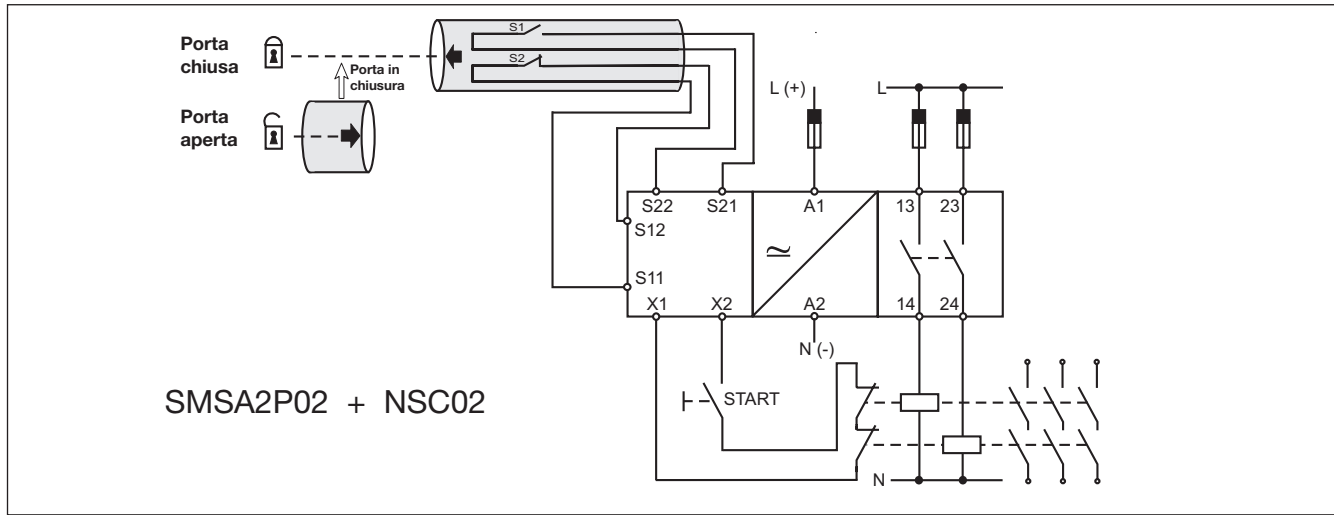 Porta
chiusa
Porta in
chiusura
Porta
aperta
S1
S2
L (+)
L
S22
S21
A1
13
23
S12
≃
S11
X1
X2
A2
14
24
N (-)
START
N
SMSA2P02 + NSC02